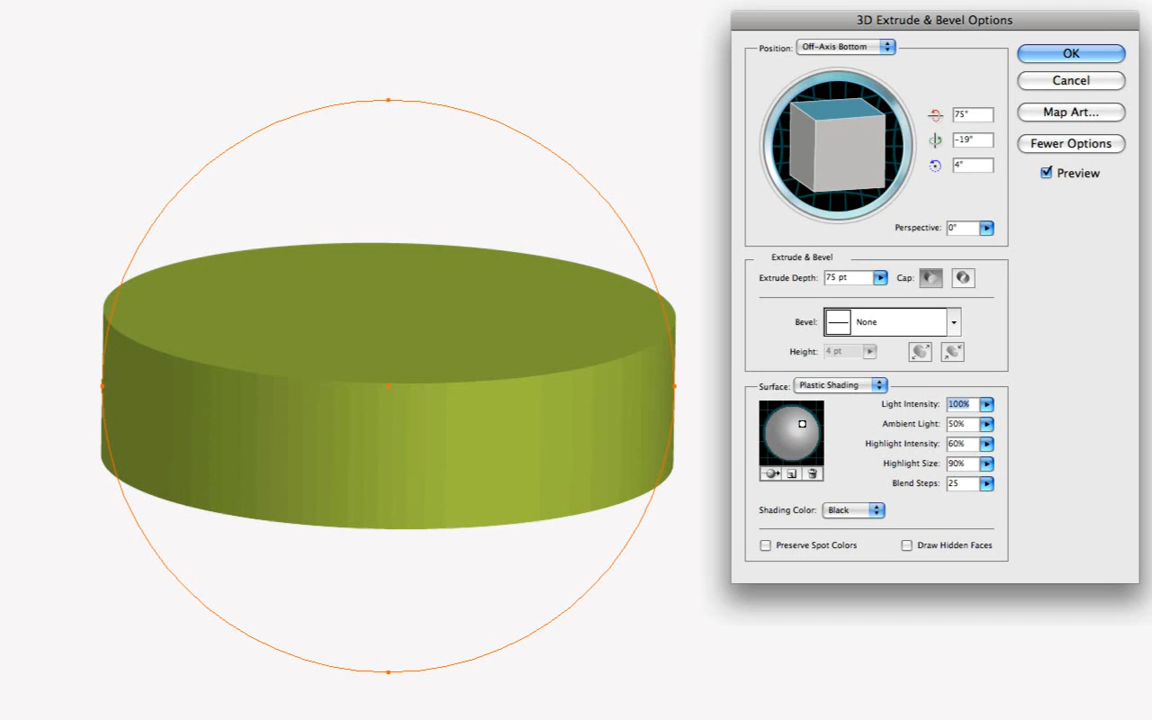 3D Extrude & Bevel Options
Position: Off-Axis Bottom
OK
Cancel
Map Art...
Fewer Options
Preview
75°
-19°
4°
Perspective: 0°
Extrude & Bevel
Extrude Depth: 75 pt Cap:
Bevel: None
Height: 4 pt
Surface: Plastic Shading
Light Intensity: 100%
Ambient Light: 50%
Highlight Intensity: 60%
Highlight Size: 90%
Blend Steps: 25
Shading Color: Black
Preserve Spot Colors Draw Hidden Faces